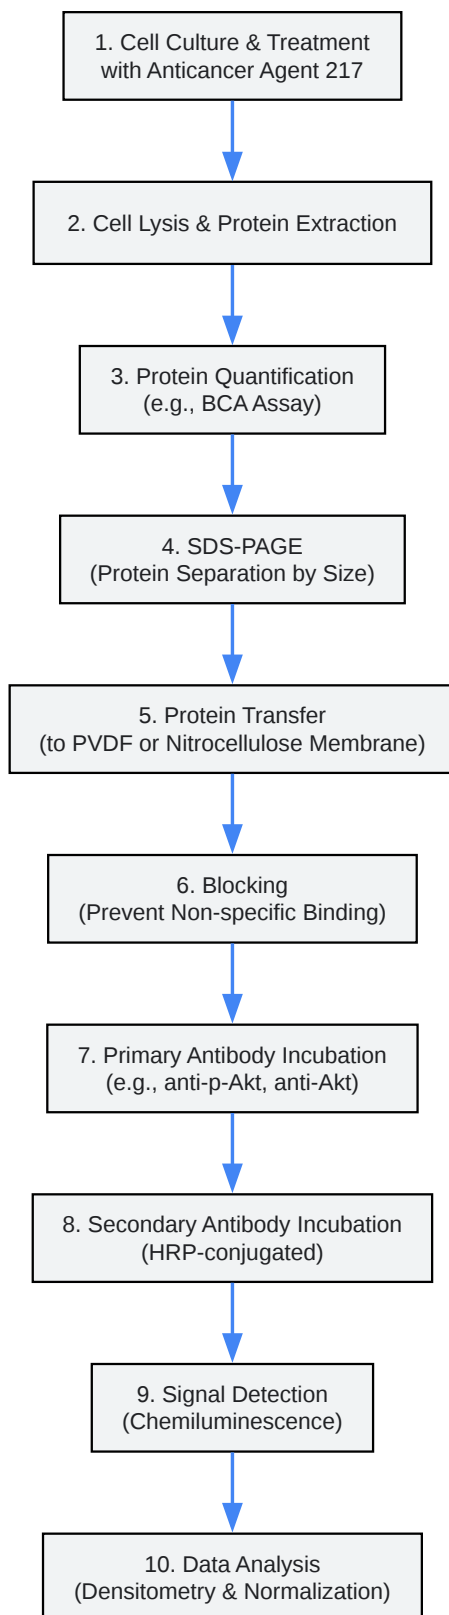 1. Cell Culture & Treatment
with Anticancer Agent 217
2. Cell Lysis & Protein Extraction
3. Protein Quantification
(e.g., BCA Assay)
4. SDS-PAGE
(Protein Separation by Size)
5. Protein Transfer
(to PVDF or Nitrocellulose Membrane)
6. Blocking
(Prevent Non-specific Binding)
7. Primary Antibody Incubation
(e.g., anti-p-Akt, anti-Akt)
8. Secondary Antibody Incubation
(HRP-conjugated)
9. Signal Detection
(Chemiluminescence)
10. Data Analysis
(Densitometry & Normalization)